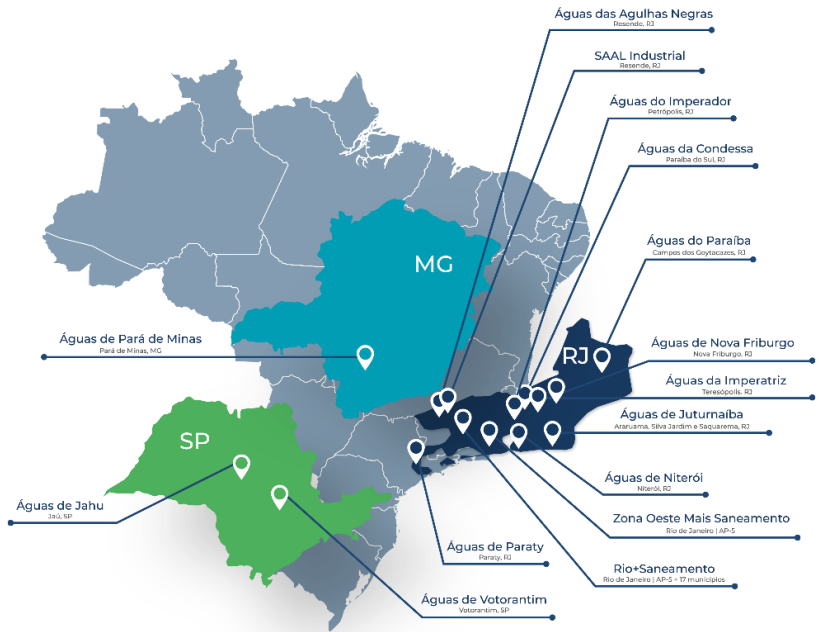 Águas das Agulhas Negras
Resende, RJ
SAAL Industrial
Resende, RJ
Águas do Imperador
Petrópolis, RJ
Águas da Condessa
Paraíba do Sul, RJ
Águas do Paraíba
Campos dos Goytacazes, RJ
MG
Águas de Pará de Minas
Pará de Minas, MG
RJ
Águas de Nova Friburgo
Nova Friburgo, RJ
Águas da Imperatriz
Teresópolis, RJ
Águas de Juturnaíba
Araruama, Silva Jardim e Saquarema, RJ
SP
Águas de Niterói
Niterói, RJ
Águas de Jahu
Jaú, SP
Zona Oeste Mais Saneamento
Rio de Janeiro | AP-5
Águas de Paraty
Paraty, RJ
Rio+Saneamento
Rio de Janeiro | AP-5 + 17 municípios
Águas de Votorantim
Votorantim, SP